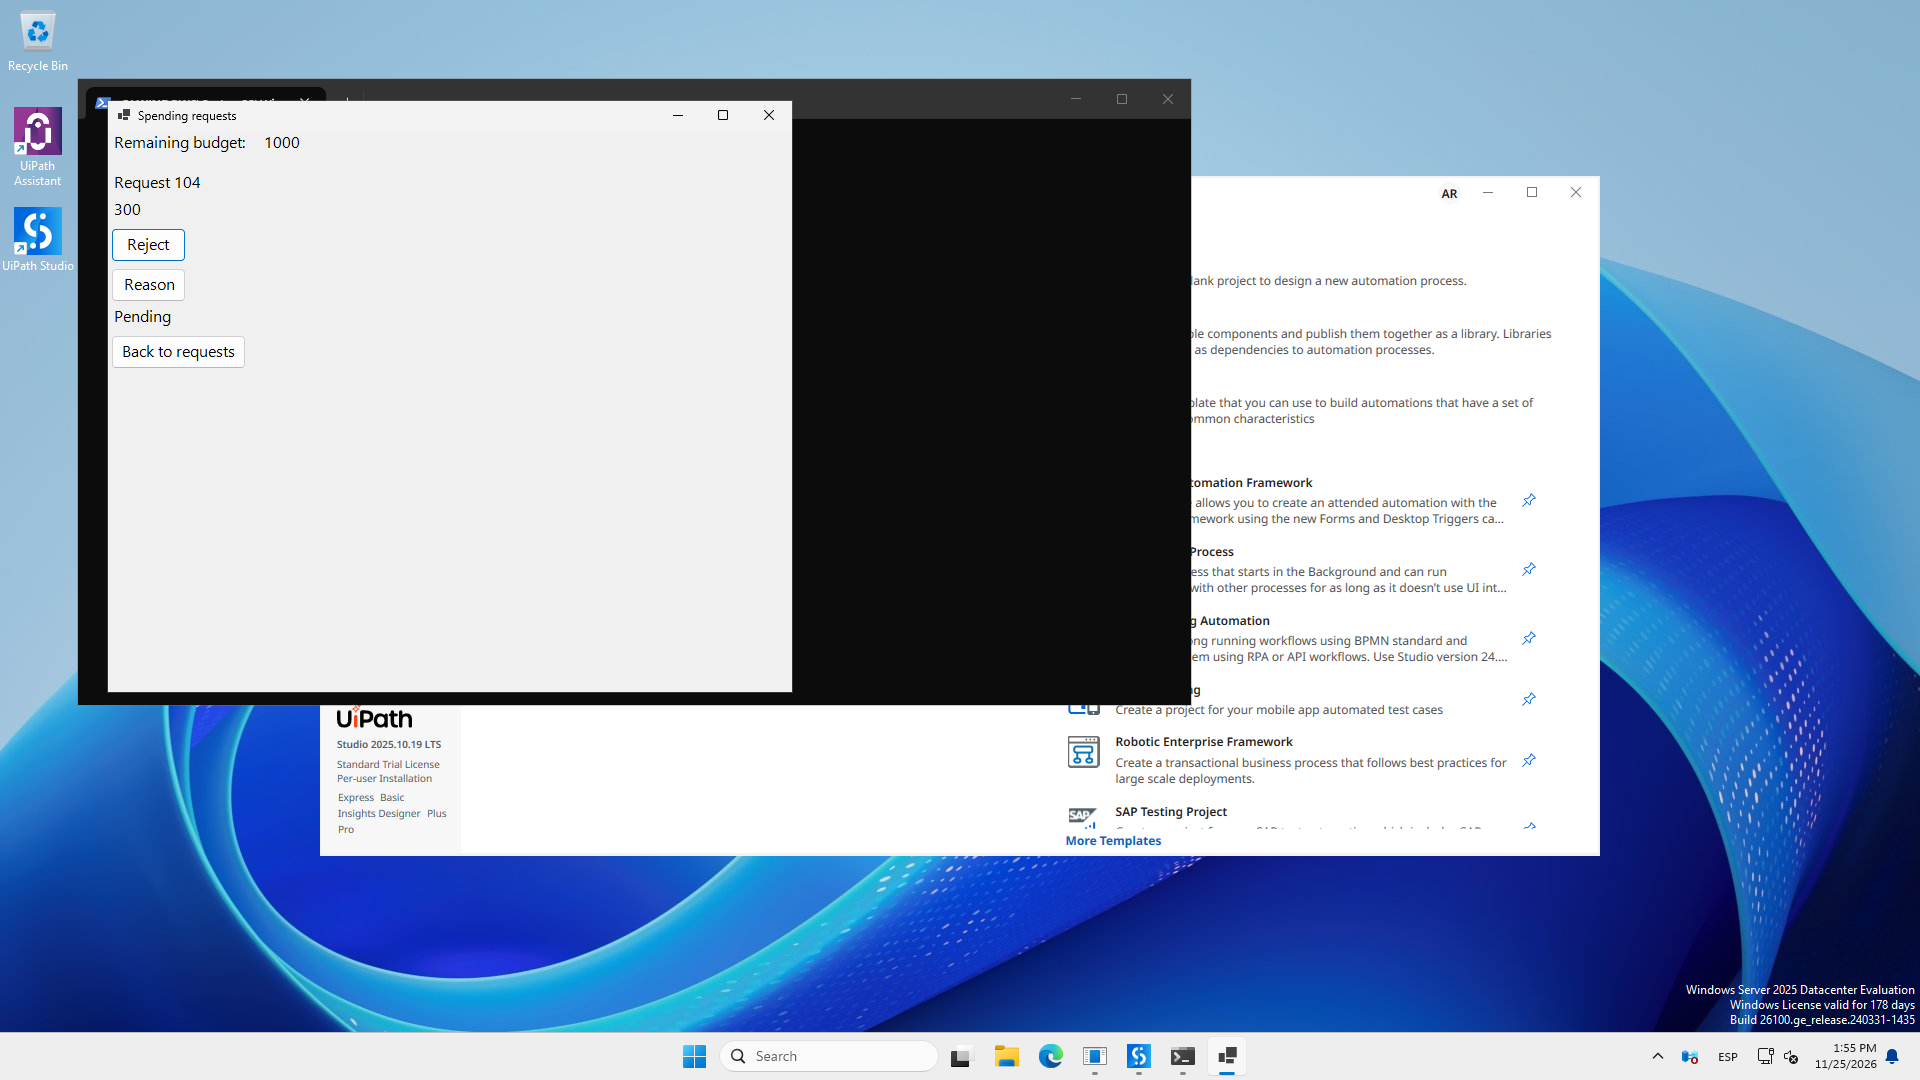 Recycle Bin
UiPath
Assistant
UiPath Studio
Spending requests
Remaining budget: 1000
Request 104
300
Reject
Reason
Pending
Back to requests
AR
lank project to design a new automation process.
ble components and publish them together as a library. Libraries
as dependencies to automation processes.
plate that you can use to build automations that have a set of
ommon characteristics
tomation Framework
allows you to create an attended automation with the
mework using the new Forms and Desktop Triggers ca...
Process
ess that starts in the Background and can run
with other processes for as long as it doesn't use UI int...
g Automation
ong running workflows using BPMN standard and
em using RPA or API workflows. Use Studio version 24....
g
Create a project for your mobile app automated test cases
Robotic Enterprise Framework
Create a transactional business process that follows best practices for
large scale deployments.
SAP
SAP Testing Project
More Templates
UiPath
Studio 2025.10.19 LTS
Standard Trial License
Per-user Installation
Express Basic
Insights Designer Plus
Pro
Windows Server 2025 Datacenter Evaluation
Windows License valid for 178 days
Build 26100.ge_release.240331-1435
Search
ESP
1:55 PM
11/25/2026